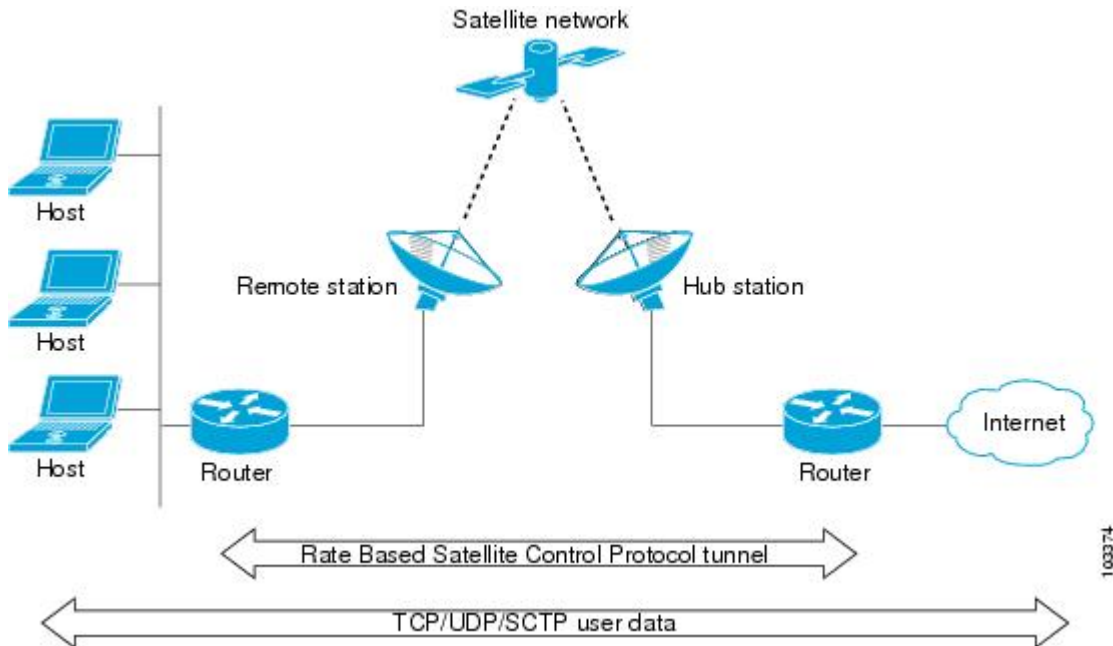 Satellite network
Host
Remote station
Hub station
Host
Internet
Host
Router
Router
Rate Based Satellite Control Protocol tunnel
TCP/UDP/SCTP user data